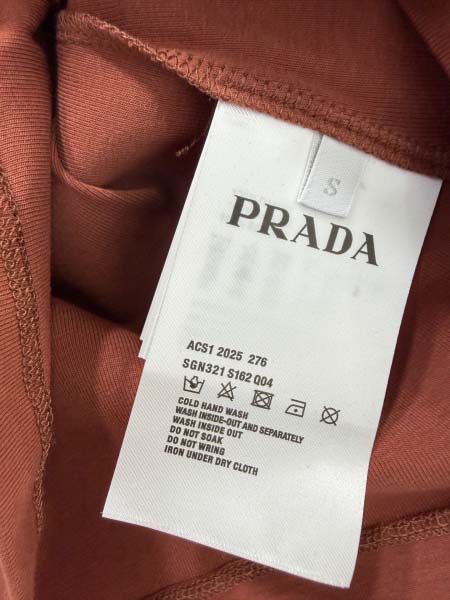 S
PRADA
ACS1 2025 276
SGN321 S162 Q04
COLD HAND WASH
WASH INSIDE-OUT AND SEPARATELY
WASH INSIDE OUT
DO NOT SOAK
DO NOT WRING
IRON UNDER DRY CLOTH